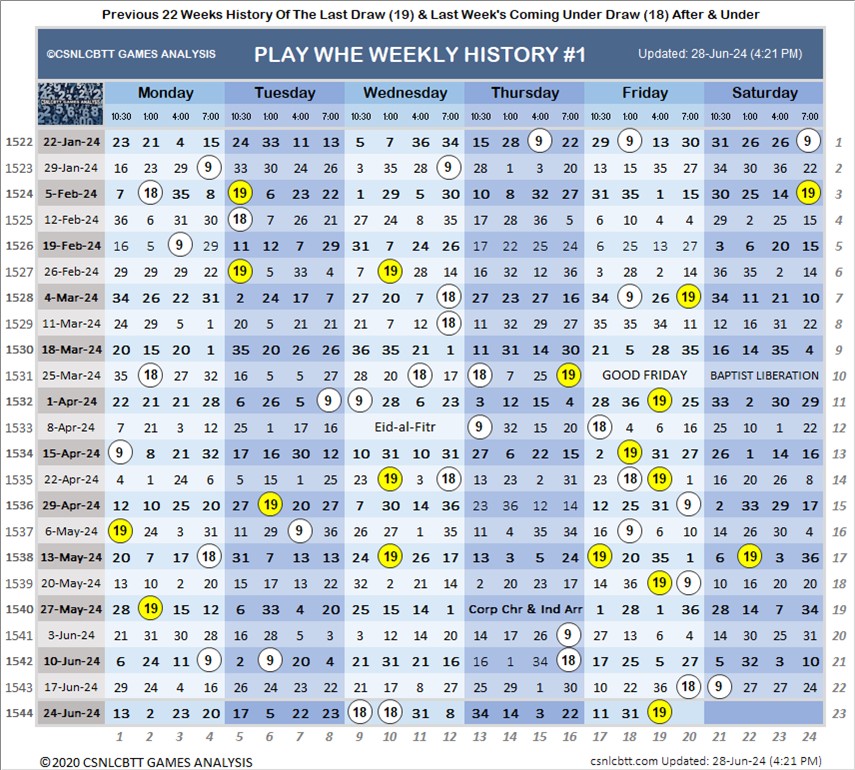 Previous 22 Weeks History Of The Last Draw (19) & Last Week's Coming Under Draw (18) After & Under
©CSNLCBTT GAMES ANALYSIS PLAY WHE WEEKLY HISTORY #1 Updated: 28-Jun-24 (4:21 PM)
Monday Tuesday Wednesday Thursday Friday Saturday
10:30 1:00 4:00 7:00 10:30 1:00 4:00 7:00 10:30 1:00 4:00 7:00 10:30 1:00 4:00 7:00 10:30 1:00 4:00 7:00 10:30 1:00 4:00 7:00
1522 22-Jan-24 23 21 4 15 24 33 11 13 5 7 36 34 15 28 9 22 29 9 13 30 31 26 26 9 1
1523 29-Jan-24 16 23 29 9 33 30 24 26 3 35 28 9 28 1 3 20 13 15 35 27 34 30 36 22 2
1524 5-Feb-24 7 18 35 8 19 6 23 22 1 29 5 30 10 8 32 27 31 35 1 15 30 25 14 19 3
1525 12-Feb-24 36 6 31 30 18 7 26 21 27 24 8 35 17 28 36 5 6 10 4 4 29 2 25 15 4
1526 19-Feb-24 16 5 9 29 11 12 7 29 31 7 24 26 17 22 25 24 6 25 13 27 3 6 20 15 5
1527 26-Feb-24 29 29 29 22 19 5 33 4 7 19 28 14 16 32 12 36 3 28 2 14 36 35 2 14 6
1528 4-Mar-24 34 26 22 31 2 24 17 7 27 20 7 18 27 23 27 16 34 9 26 19 34 11 21 10 7
1529 11-Mar-24 24 29 5 1 20 5 21 21 21 7 12 18 11 32 29 27 35 35 34 11 12 16 31 22 8
1530 18-Mar-24 20 15 20 1 35 20 26 26 36 35 21 1 11 31 14 30 21 5 28 35 16 14 35 4 9
1531 25-Mar-24 35 18 27 32 16 5 5 27 28 20 18 17 18 7 25 19 GOOD FRIDAY BAPTIST LIBERATION 10
1532 1-Apr-24 22 21 21 28 6 26 5 9 9 28 6 23 3 12 15 4 28 36 19 25 33 2 30 29 11
1533 8-Apr-24 7 21 3 12 25 1 17 16 Eid-al-Fitr 9 32 15 20 18 4 6 16 25 10 1 22 12
1534 15-Apr-24 9 8 21 32 17 16 30 12 10 31 10 31 27 6 22 15 2 19 31 27 26 1 14 16 13
1535 22-Apr-24 4 1 24 6 5 15 1 25 23 19 3 18 12 4 11 28 23 18 19 1 16 20 26 8 14
1536 29-Apr-24 12 10 25 20 27 19 20 27 7 30 14 36 23 36 12 14 12 25 31 9 2 33 29 17 15
1537 6-May-24 19 24 3 31 11 29 9 36 26 27 1 35 11 4 35 34 16 9 6 10 14 26 30 4 16
1538 13-May-24 20 7 17 18 31 7 13 13 24 19 26 17 13 3 5 24 19 20 35 1 6 22 3 36 17
1539 20-May-24 13 10 2 20 15 17 13 22 32 2 21 14 2 20 23 17 14 36 19 9 10 16 20 20 18
1540 27-May-24 28 19 15 12 6 33 4 20 25 15 14 1 Corp Chr & Ind Arr 1 28 1 36 28 14 7 34 19
1541 3-Jun-24 21 31 30 28 16 28 5 3 3 12 14 20 14 17 26 9 27 13 6 4 14 30 25 31 20
1542 10-Jun-24 6 24 11 9 2 9 20 4 21 31 21 16 16 1 34 18 17 25 5 27 5 32 3 10 21
1543 17-Jun-24 29 24 4 16 26 24 23 22 21 17 8 27 25 29 1 30 10 22 36 18 9 27 22 24 22
1544 24-Jun-24 13 2 23 20 17 5 22 23 18 18 31 8 34 14 3 22 11 31 19 23
1 2 3 4 5 6 7 8 9 10 11 12 13 14 15 16 17 18 19 20 21 22 23 24
©2020 CSNLCBTT GAMES ANALYSIS csnlcbtt.com Updated: 28-Jun-24 (4:21 PM)